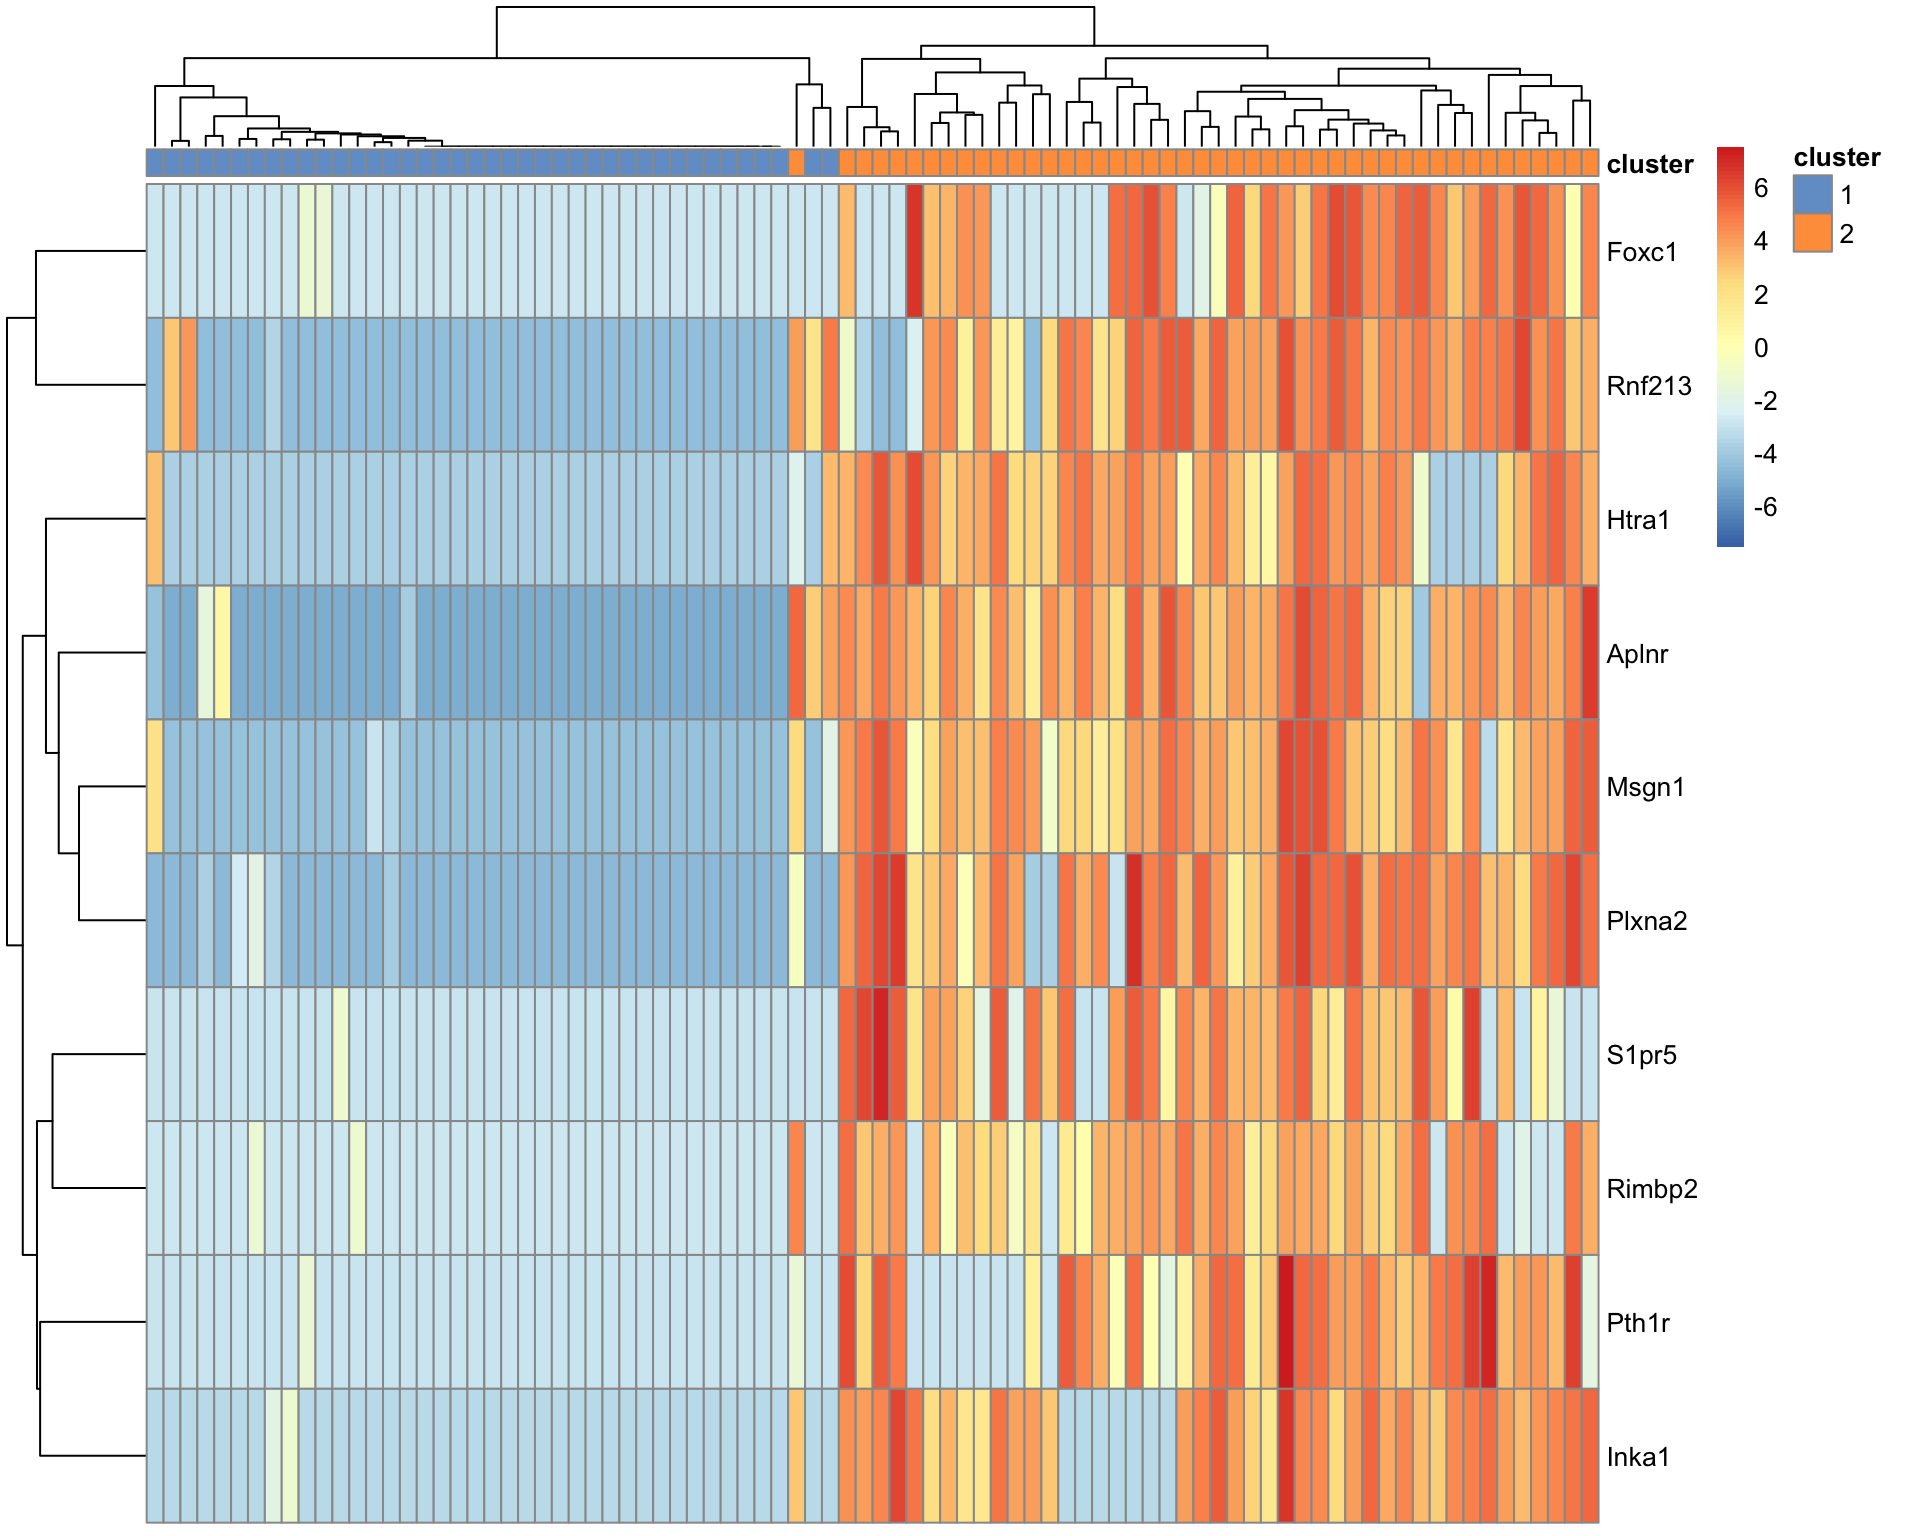 cluster
Foxc1
Rnf213
Htra1
Aplnr
Msgn1
Plxna2
S1pr5
Rimbp2
Pth1r
Inka1
6
4
2
0
-2
-4
-6
cluster
1
2